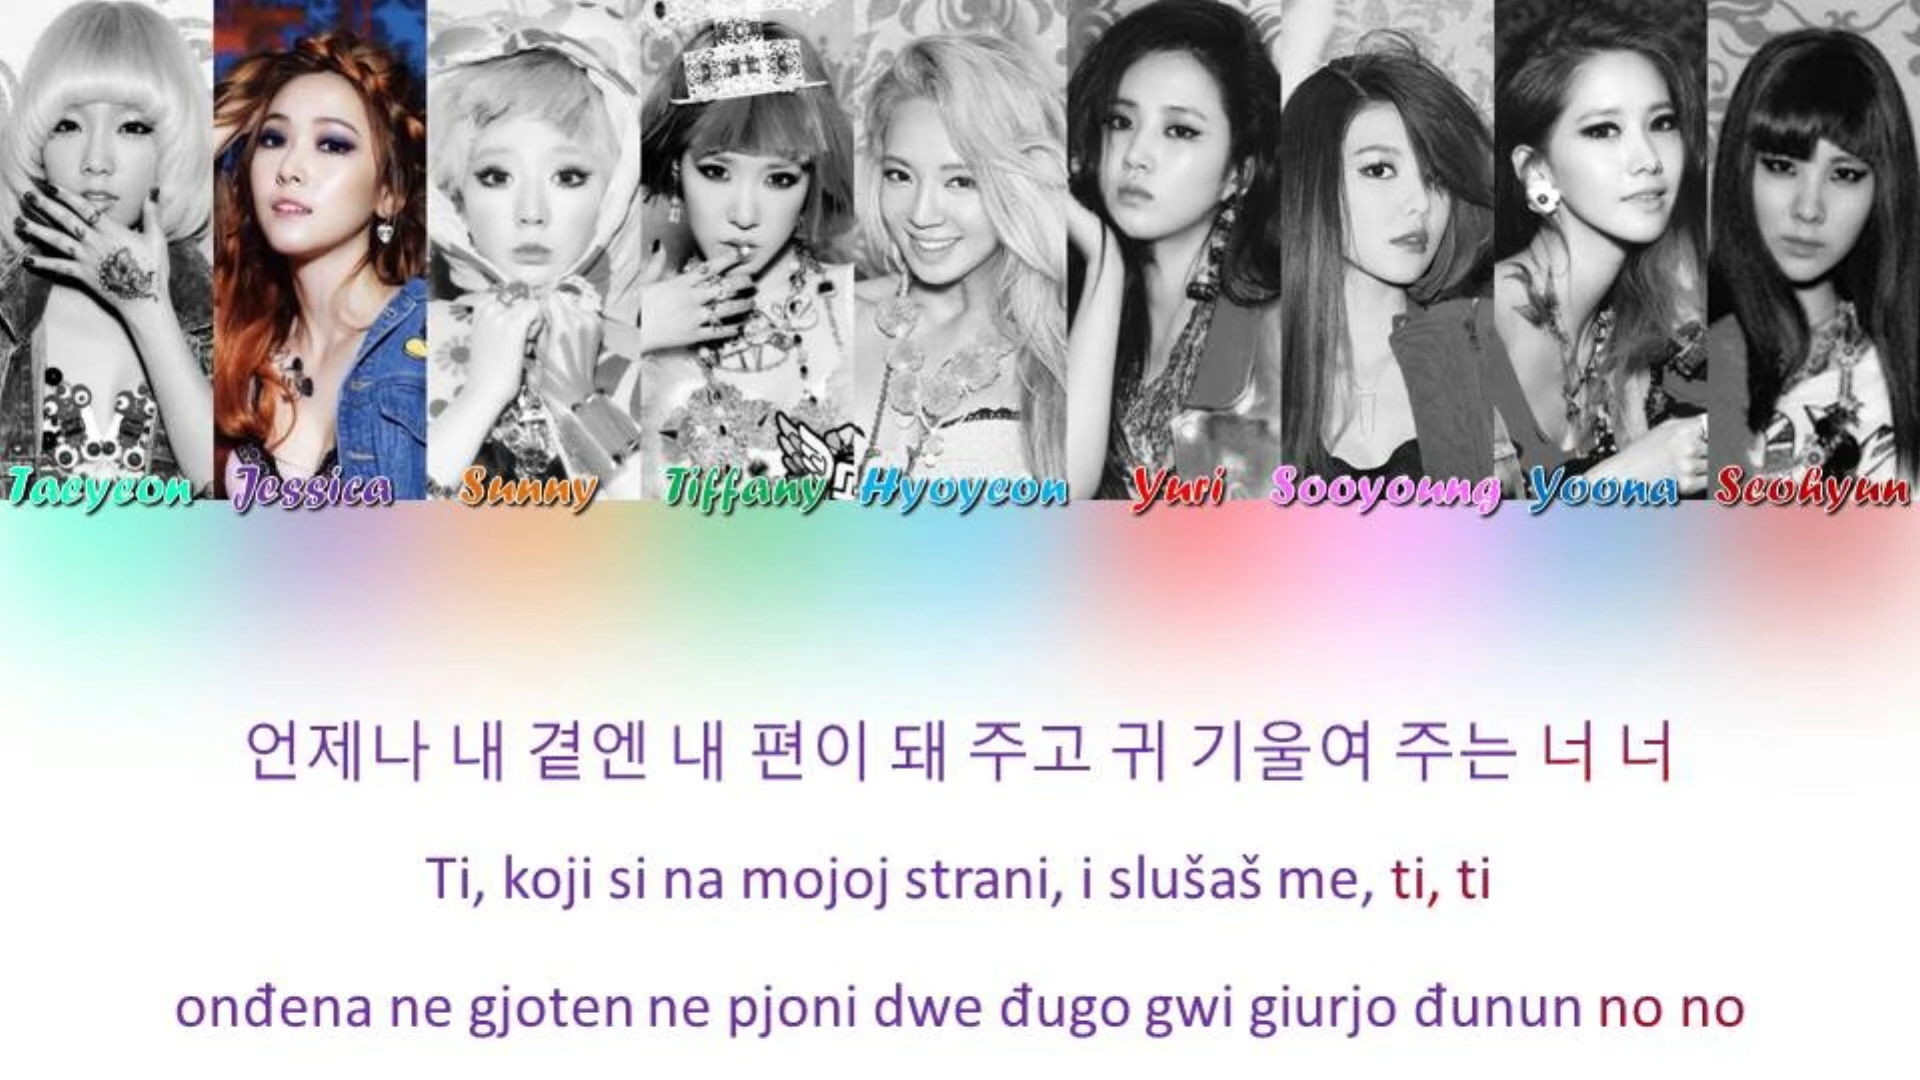 Taeyeon Jessica Sunny Tiffany Hyoyeon Yuri Sooyoung Yoona Seohyun
언제나 내 곁엔 내 편이 돼 주고 귀 기울여 주는 너 너
Ti, koji si na mojoj strani, i slušaš me, ti, ti
onđena ne gjoten ne pjoni dwe đugo gwi giurjo đunun no no